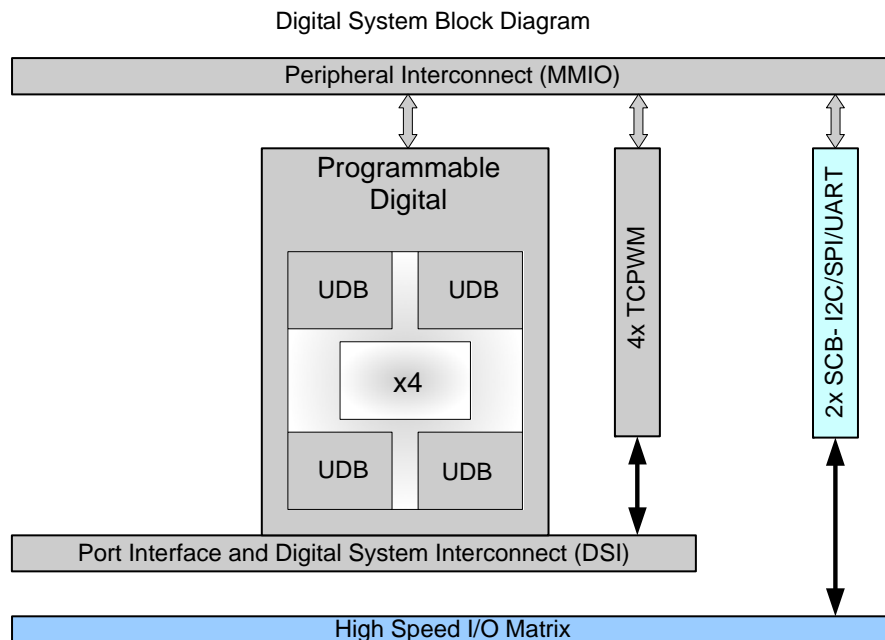 Digital System Block Diagram
Peripheral Interconnect (MMIO)
Programmable
Digital
UDB
UDB
x4
UDB
UDB
4x TCPWM
2x SCB- I2C/SPI/UART
Port Interface and Digital System Interconnect (DSI)
High Speed I/O Matrix